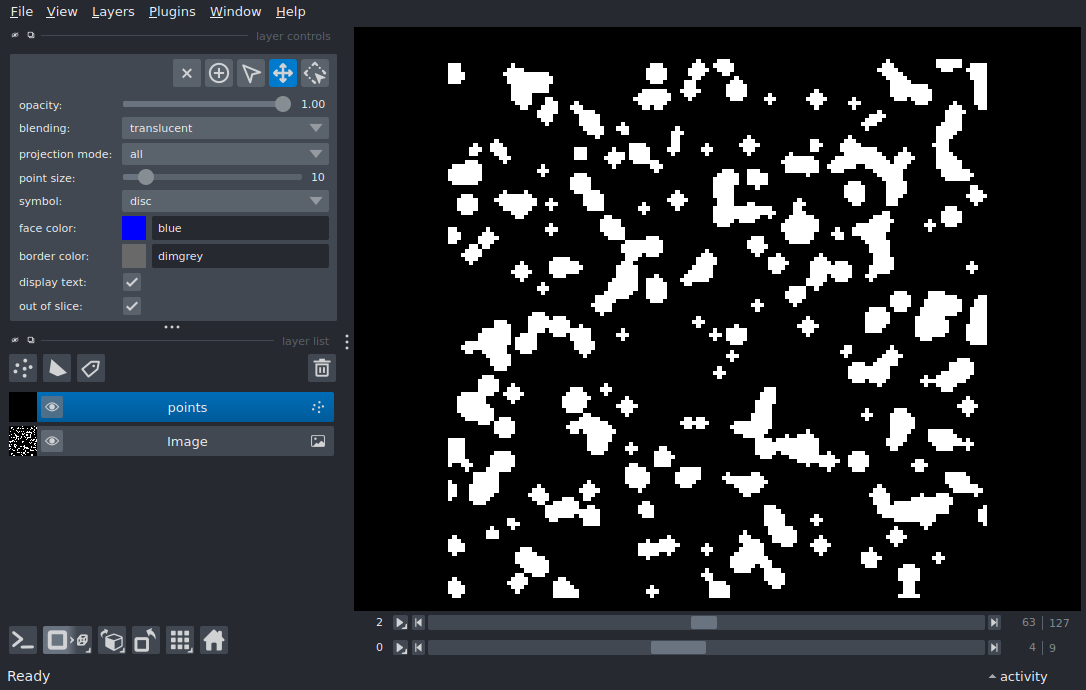 File View Layers Plugins Window Help
layer controls
opacity: 1.00
blending: translucent
projection mode: all
point size: 10
symbol: disc
face color: blue
border color: dimgrey
display text:
out of slice:
layer list
points
Image
2 63 127
0 4 9
Ready activity